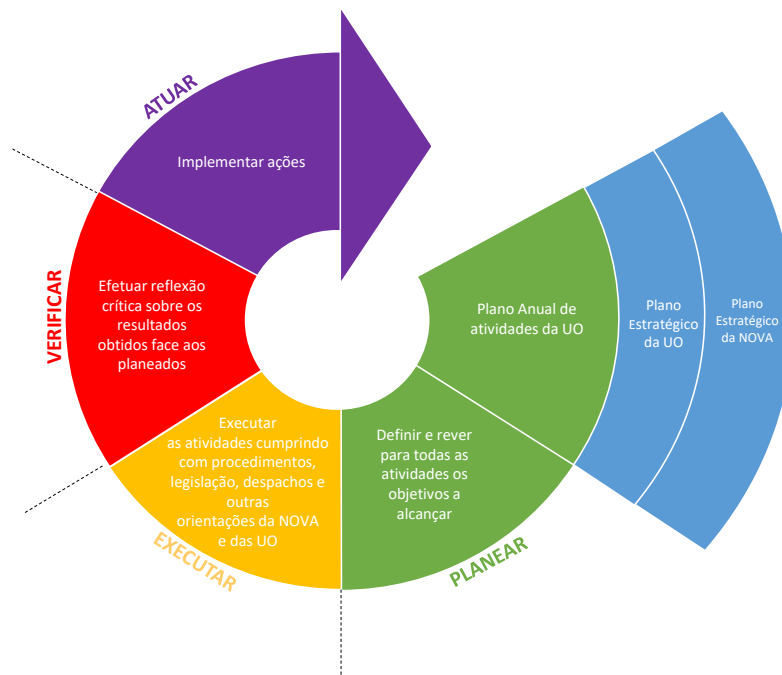 ATUAR
Implementar ações
VERIFICAR
Efetuar reflexão
crítica sobre os
resultados
obtidos face aos
planeados
Executar
as atividades cumprindo
com procedimentos,
legislação, despachos e
outras
orientações da NOVA
e das UO
EXECUTAR
Definir e rever
para todas as
atividades os
objetivos a
alcançar
PLANEAR
Plano Anual de
atividades da UO
Plano
Estratégico
da UO
Plano
Estratégico
da NOVA